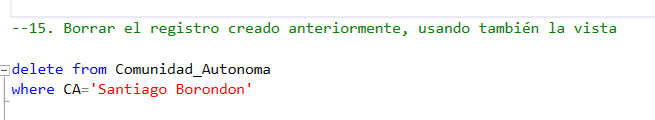 --15. Borrar el registro creado anteriormente, usando también la vista
delete from Comunidad_Autonoma
where CA='Santiago Borondon'